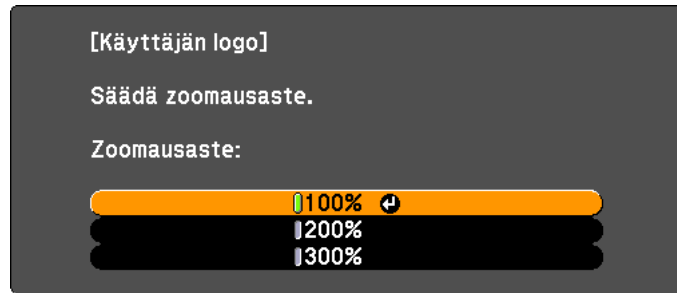 [Käyttäjän logo]
Säädä zoomausaste.
Zoomausaste:
100%
200%
300%